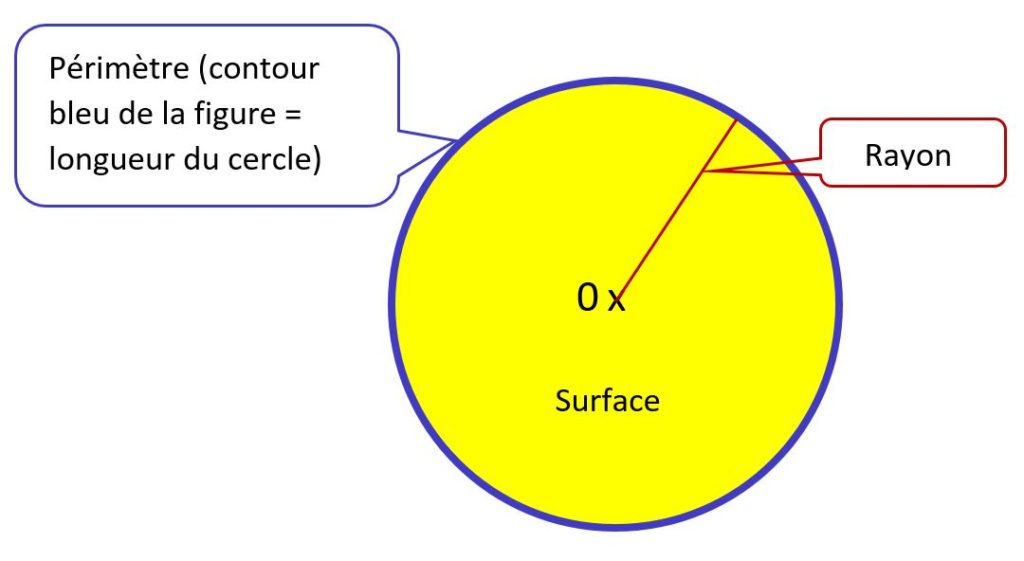 Périmètre (contour
bleu de la figure =
longueur du cercle)
Rayon
0 x
Surface